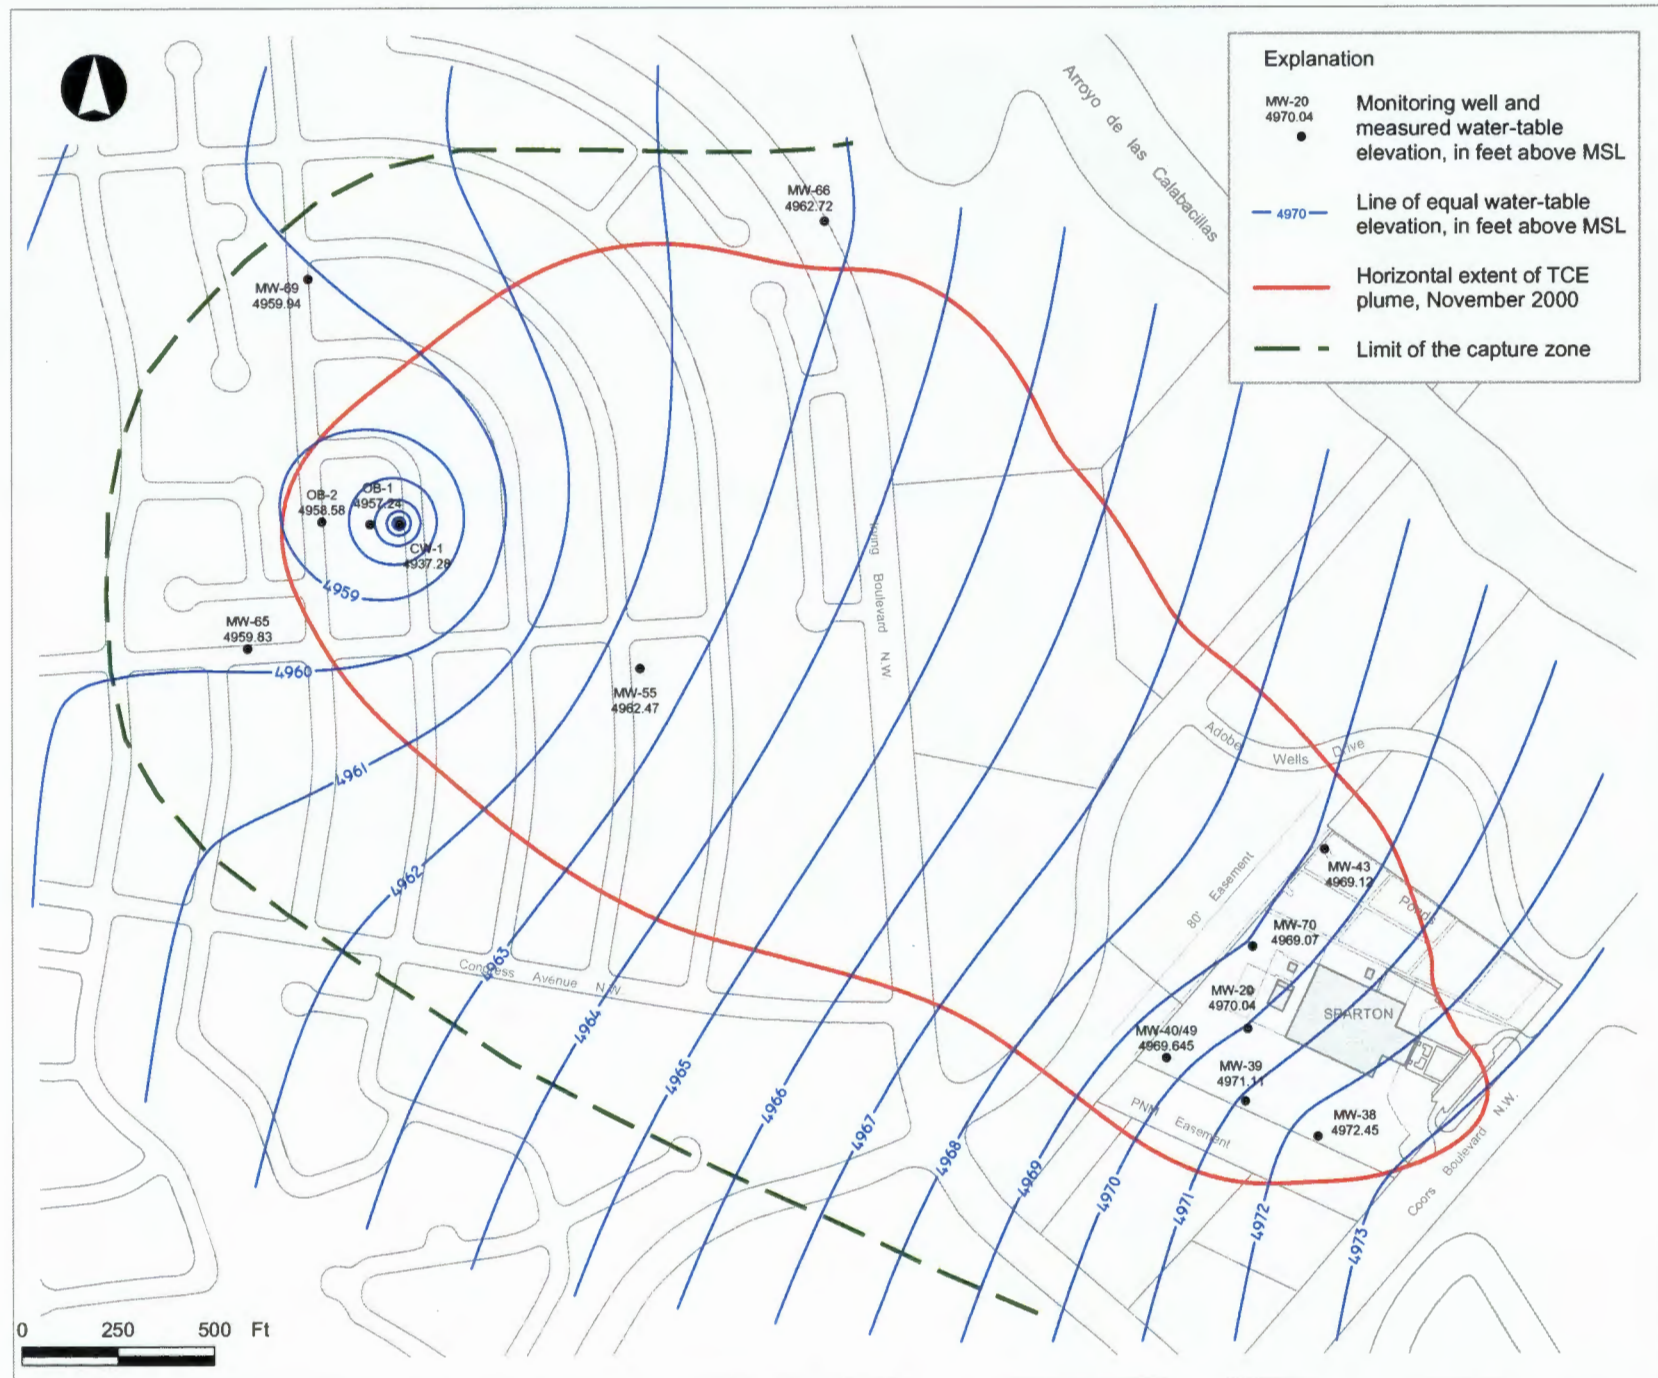 Explanation
MW-20
4970.04
Monitoring well and
measured water-table
elevation, in feet above MSL
4970
Line of equal water-table
elevation, in feet above MSL
Horizontal extent of TCE
plume, November 2000
Limit of the capture zone
Arroyo de las Calabacillas
MW-66
4962.72
MW-69
4959.94
OB-2
4958.58
OB-1
4957.24
CW-1
4937.28
4959
MW-65
4959.83
4960
MW-55
4962.47
Irving Boulevard N.W
Adobe Wells Drive
4961
4962
80' Easement
MW-43
4969.12
Ponds
MW-70
4969.07
4963
Congress Avenue N.W
MW-20
4970.04
SPARTON
4964
MW-40/49
4969.645
MW-39
4971.11
4965
4966
PNM Easement
MW-38
4972.45
4967
4968
4969
4970
4971
4972
4973
Coors Boulevard N.W.
0 250 500 Ft